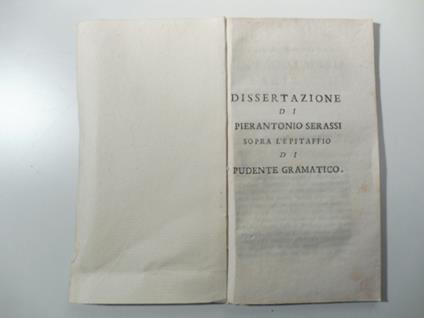 DISSERTAZIONE
DI
PIERANTONIO SERASSI
SOPRA L'EPITAFFIO
DI
PUDENTE GRAMATICO.